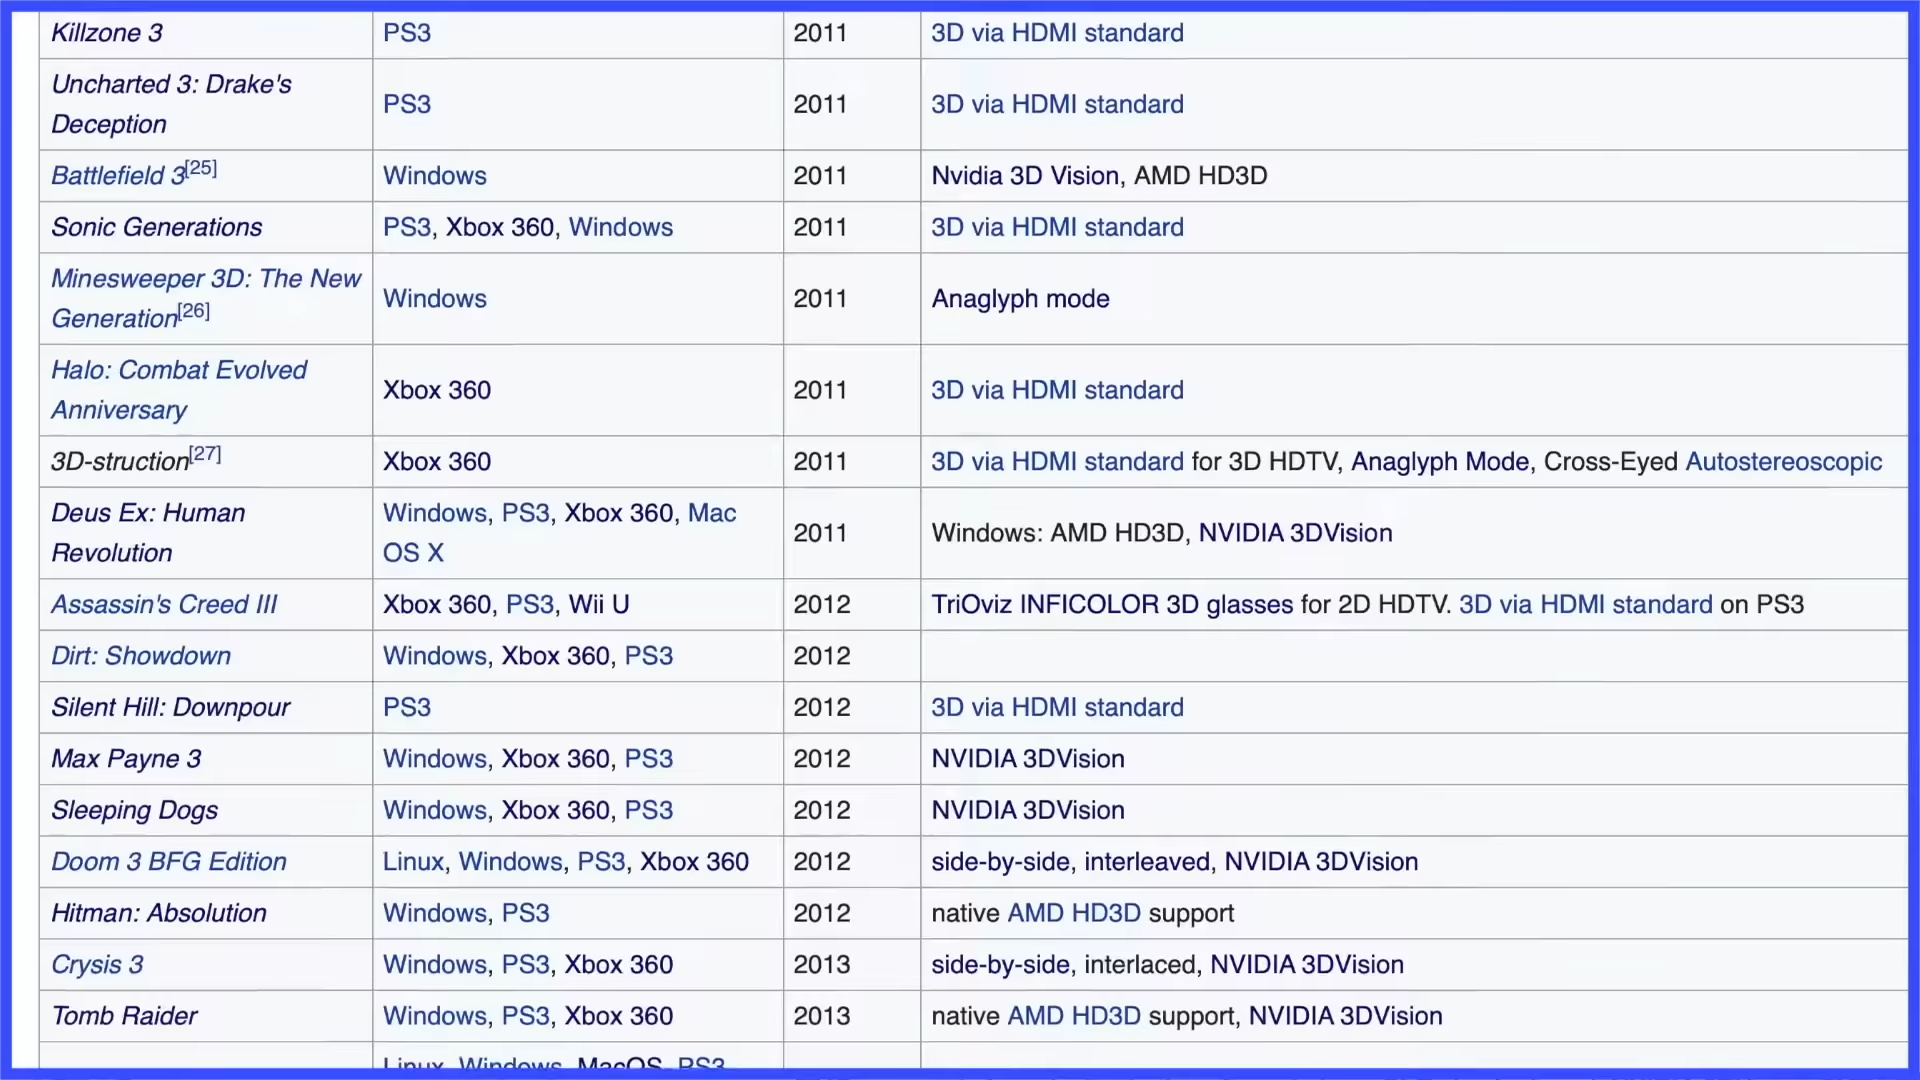 Killzone 3 PS3 2011 3D via HDMI standard
Uncharted 3: Drake's
Deception PS3 2011 3D via HDMI standard
Battlefield 3[25] Windows 2011 Nvidia 3D Vision, AMD HD3D
Sonic Generations PS3, Xbox 360, Windows 2011 3D via HDMI standard
Minesweeper 3D: The New
Generation[26] Windows 2011 Anaglyph mode
Halo: Combat Evolved
Anniversary Xbox 360 2011 3D via HDMI standard
3D-struction[27] Xbox 360 2011 3D via HDMI standard for 3D HDTV, Anaglyph Mode, Cross-Eyed Autostereoscopic
Deus Ex: Human Windows, PS3, Xbox 360, Mac
Revolution OS X 2011 Windows: AMD HD3D, NVIDIA 3DVision
Assassin's Creed III Xbox 360, PS3, Wii U 2012 TriOviz INFICOLOR 3D glasses for 2D HDTV. 3D via HDMI standard on PS3
Dirt: Showdown Windows, Xbox 360, PS3 2012
Silent Hill: Downpour PS3 2012 3D via HDMI standard
Max Payne 3 Windows, Xbox 360, PS3 2012 NVIDIA 3DVision
Sleeping Dogs Windows, Xbox 360, PS3 2012 NVIDIA 3DVision
Doom 3 BFG Edition Linux, Windows, PS3, Xbox 360 2012 side-by-side, interleaved, NVIDIA 3DVision
Hitman: Absolution Windows, PS3 2012 native AMD HD3D support
Crysis 3 Windows, PS3, Xbox 360 2013 side-by-side, interlaced, NVIDIA 3DVision
Tomb Raider Windows, PS3, Xbox 360 2013 native AMD HD3D support, NVIDIA 3DVision
Linux, Windows, MacOS, PS3,